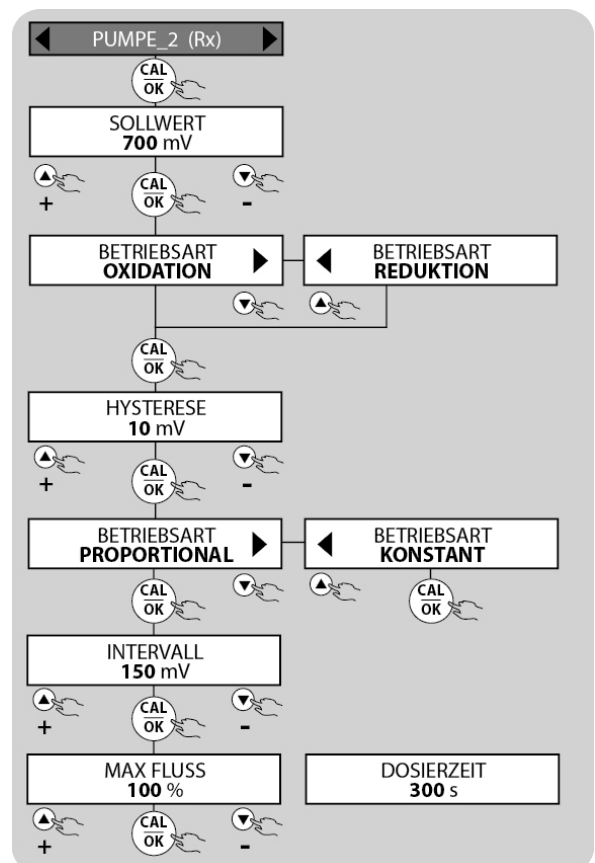 PUMPE_2 (Rx)
CAL
OK
SOLLWERT
700 mV
+
CAL
OK
-
BETRIEBSART
OXIDATION
BETRIEBSART
REDUKTION
CAL
OK
HYSTERESE
10 mV
+
CAL
OK
-
BETRIEBSART
PROPORTIONAL
BETRIEBSART
KONSTANT
CAL
OK
CAL
OK
INTERVALL
150 mV
+
CAL
OK
-
MAX FLUSS
100 %
DOSIERZEIT
300 s
+
CAL
OK
-